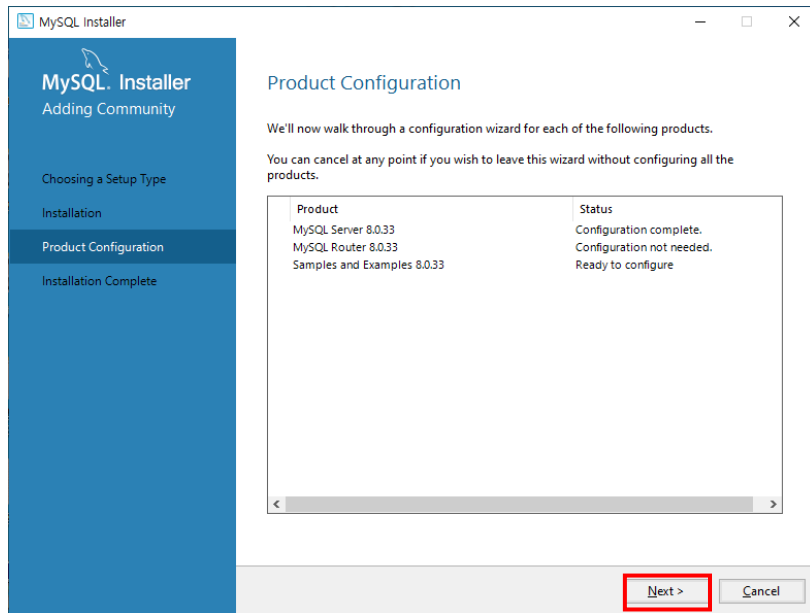 MySQL Installer
MySQL. Installer
Adding Community
Choosing a Setup Type
Installation
Product Configuration
Installation Complete
Product Configuration
We'll now walk through a configuration wizard for each of the following products.
You can cancel at any point if you wish to leave this wizard without configuring all the
products.
Product Status
MySQL Server 8.0.33 Configuration complete.
MySQL Router 8.0.33 Configuration not needed.
Samples and Examples 8.0.33 Ready to configure
Next > Cancel